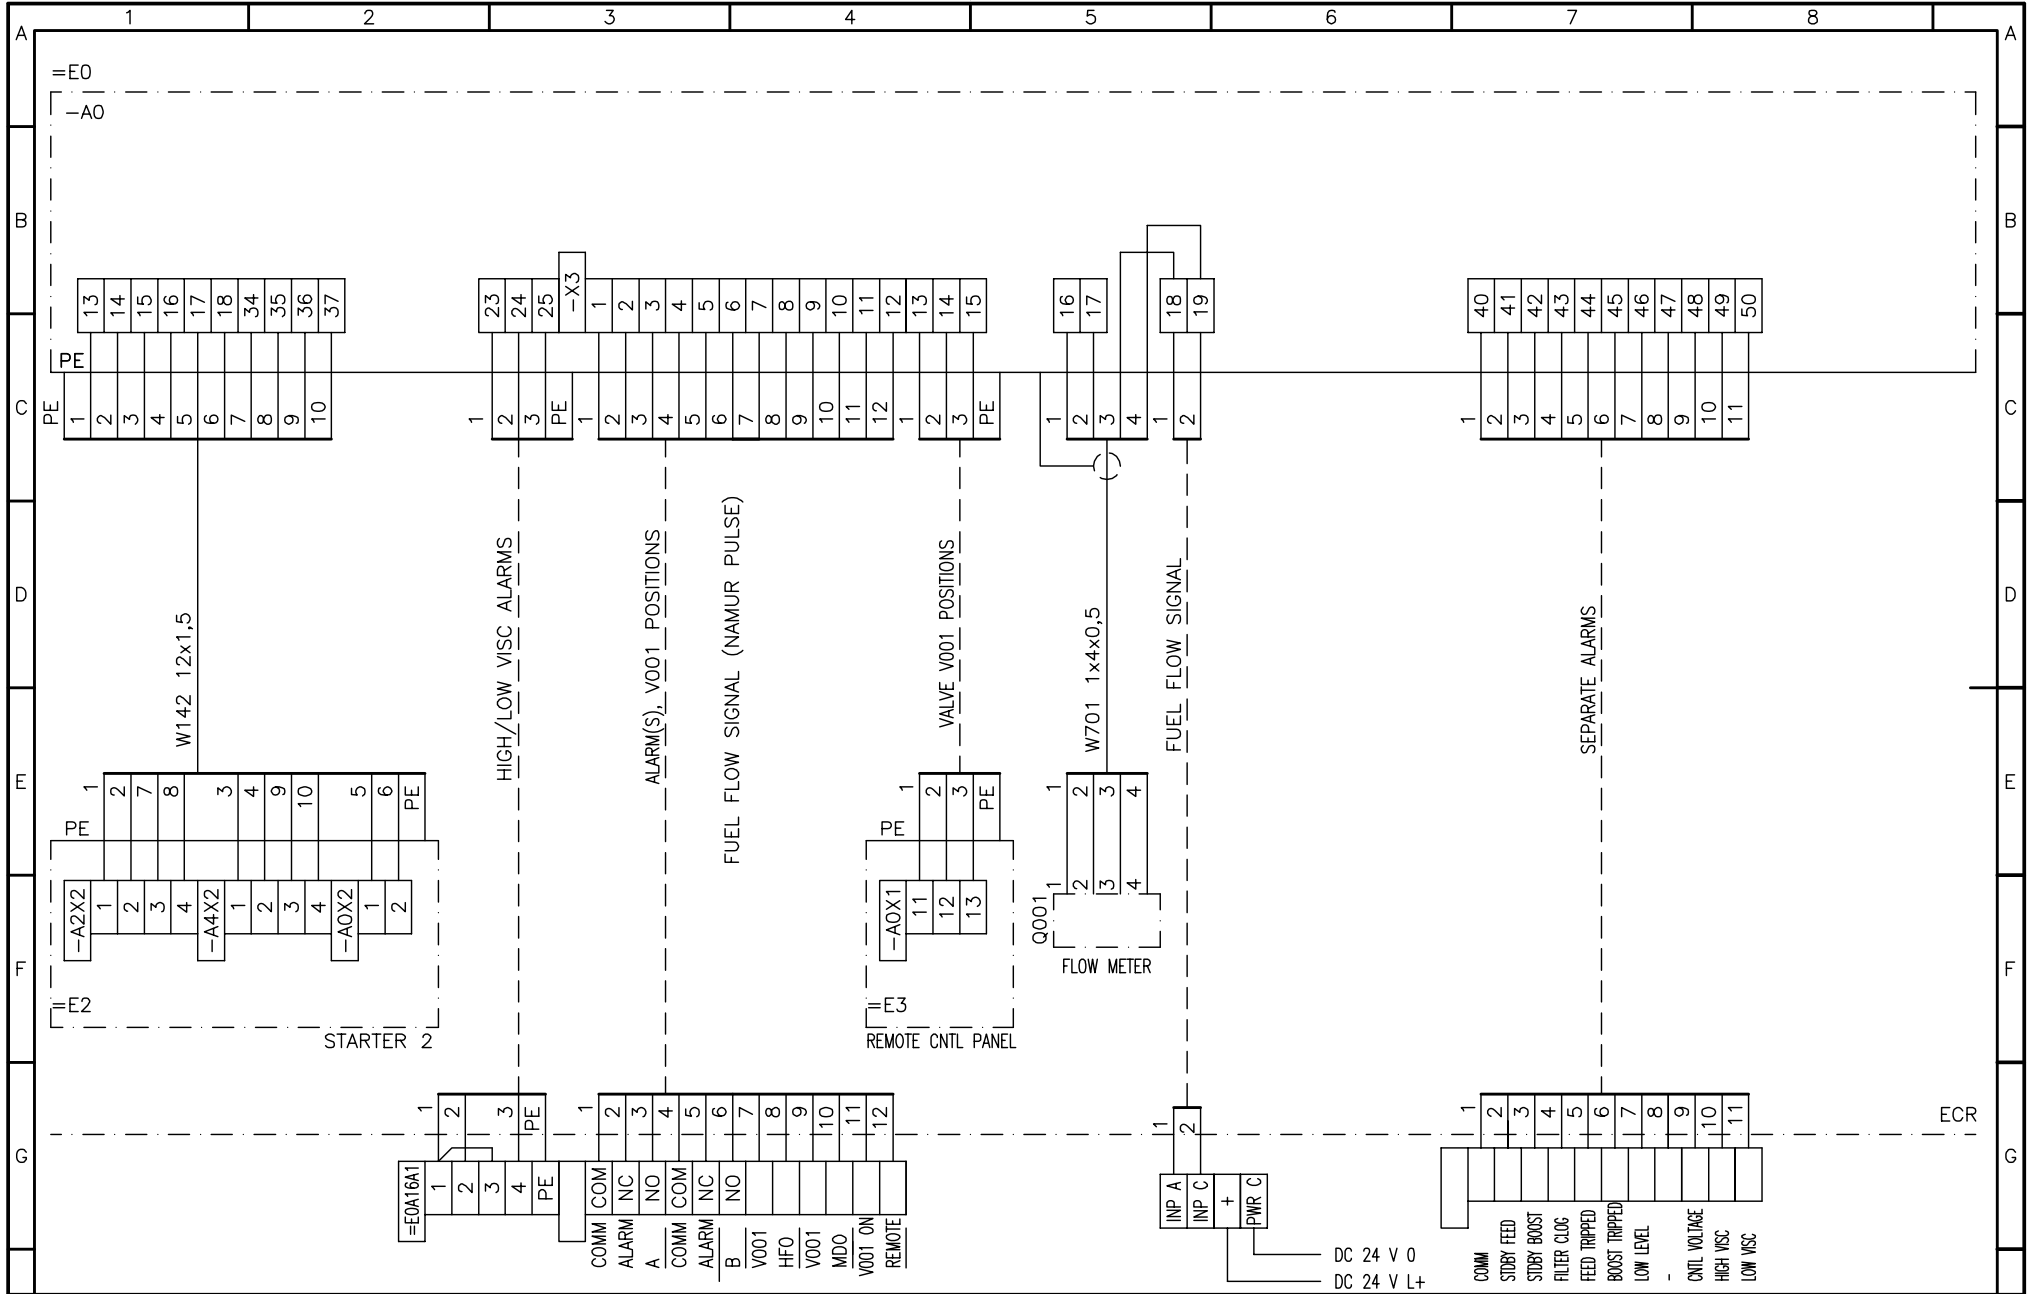 1 2 3 4 5 6 7 8
A A
=E0
-A0
B B
-X3
13 14 15 16 17 18 34 35 36 37
23 24 25
1 2 3 4 5 6 7 8 9 10 11 12 13 14 15
16 17
18 19
40 41 42 43 44 45 46 47 48 49 50
PE
C C
PE 1 2 3 4 5 6 7 8 9 10
1 2 3 PE
1 2 3 4 5 6 7 8 9 10 11 12
1 2 3 PE
1 2 3 4
1 2
1 2 3 4 5 6 7 8 9 10 11
D D
W142 12x1,5
HIGH/LOW VISC ALARMS
ALARM(S), V001 POSITIONS
FUEL FLOW SIGNAL (NAMUR PULSE)
VALVE V001 POSITIONS
W701 1x4x0,5
FUEL FLOW SIGNAL
SEPARATE ALARMS
E E
1 2 7 8 3 4 9 10 5 6 PE
1 2 3 PE
1 2 3 4
PE
PE
-A2X2 1 2 3 4 -A4X2 1 2 3 4 -A0X2 1 2
-A0X1 11 12 13
1 2 3 4
Q001
FLOW METER
F F
=E2
STARTER 2
=E3
REMOTE CNTL PANEL
1 2 3 PE
1 2 3 4 5 6 7 8 9 10 11 12
1 2
1 2 3 4 5 6 7 8 9 10 11
ECR
G G
=E0A16A1 1 2 3 4 PE
COM NC NO COM NC NO
INP A INP C + PWR C
COMM
ALARM
A
COMM
ALARM
B
V001
HFO
V001
MDO
V001 ON
REMOTE
DC 24 V 0
DC 24 V L+
COMM
STDBY FEED
STDBY BOOST
FILTER CLOG
FEED TRIPPED
BOOST TRIPPED
LOW LEVEL
-
CNTL VOLTAGE
HIGH VISC
LOW VISC